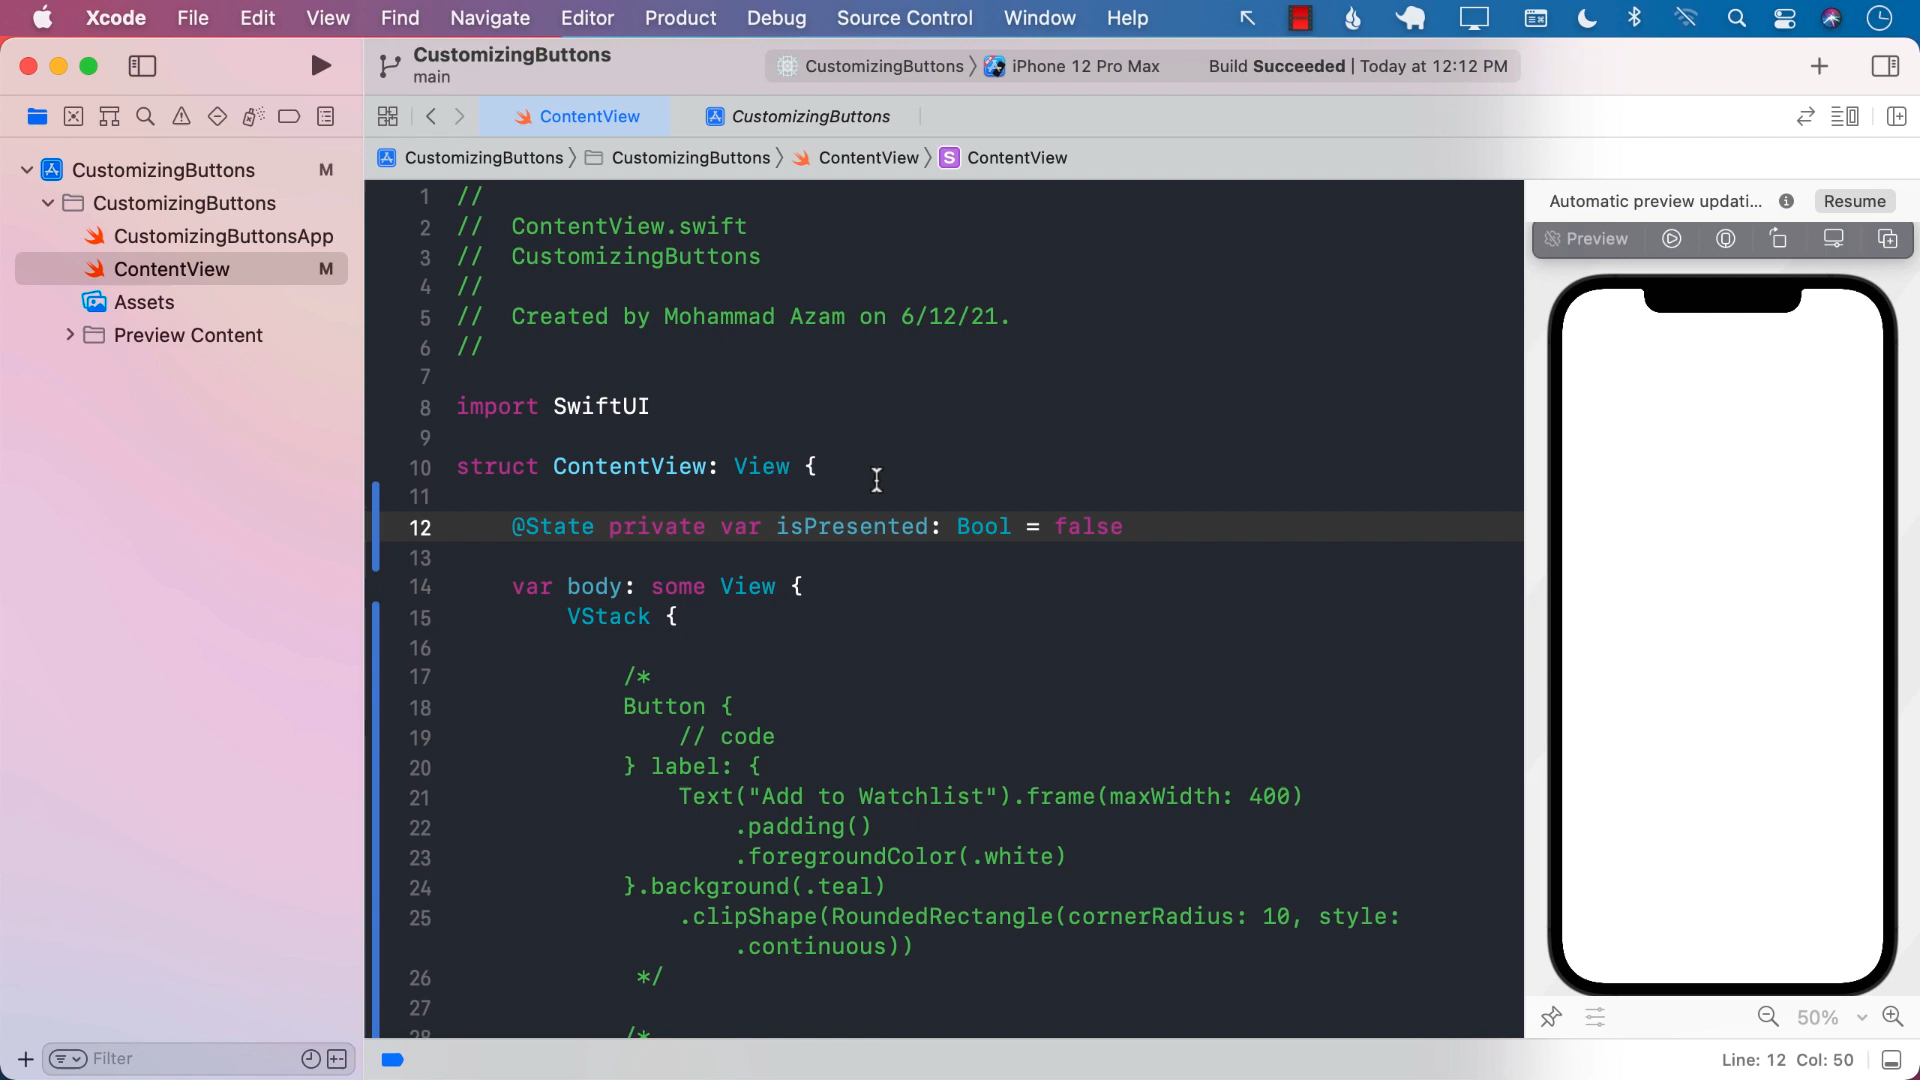 Xcode File Edit View Find Navigate Editor Product Debug Source Control Window Help
CustomizingButtons
main
CustomizingButtons 〉 iPhone 12 Pro Max
Build Succeeded | Today at 12:12 PM
ContentView
CustomizingButtons
CustomizingButtons 〉 CustomizingButtons 〉 ContentView 〉 S ContentView
CustomizingButtons M
CustomizingButtons
CustomizingButtonsApp
ContentView M
Assets
Preview Content
Filter
1 //
2 //  ContentView.swift
3 //  CustomizingButtons
4 //
5 //  Created by Mohammad Azam on 6/12/21.
6 //
7
8 import SwiftUI
9
10 struct ContentView: View {
11
12     @State private var isPresented: Bool = false
13
14     var body: some View {
15         VStack {
16
17             /*
18             Button {
19                 // code
20             } label: {
21                 Text("Add to Watchlist").frame(maxWidth: 400)
22                     .padding()
23                     .foregroundColor(.white)
24             }.background(.teal)
25                 .clipShape(RoundedRectangle(cornerRadius: 10, style:
.continuous))
26              */
27
28             /*
Automatic preview updati... Resume
Preview
50%
Line: 12 Col: 50